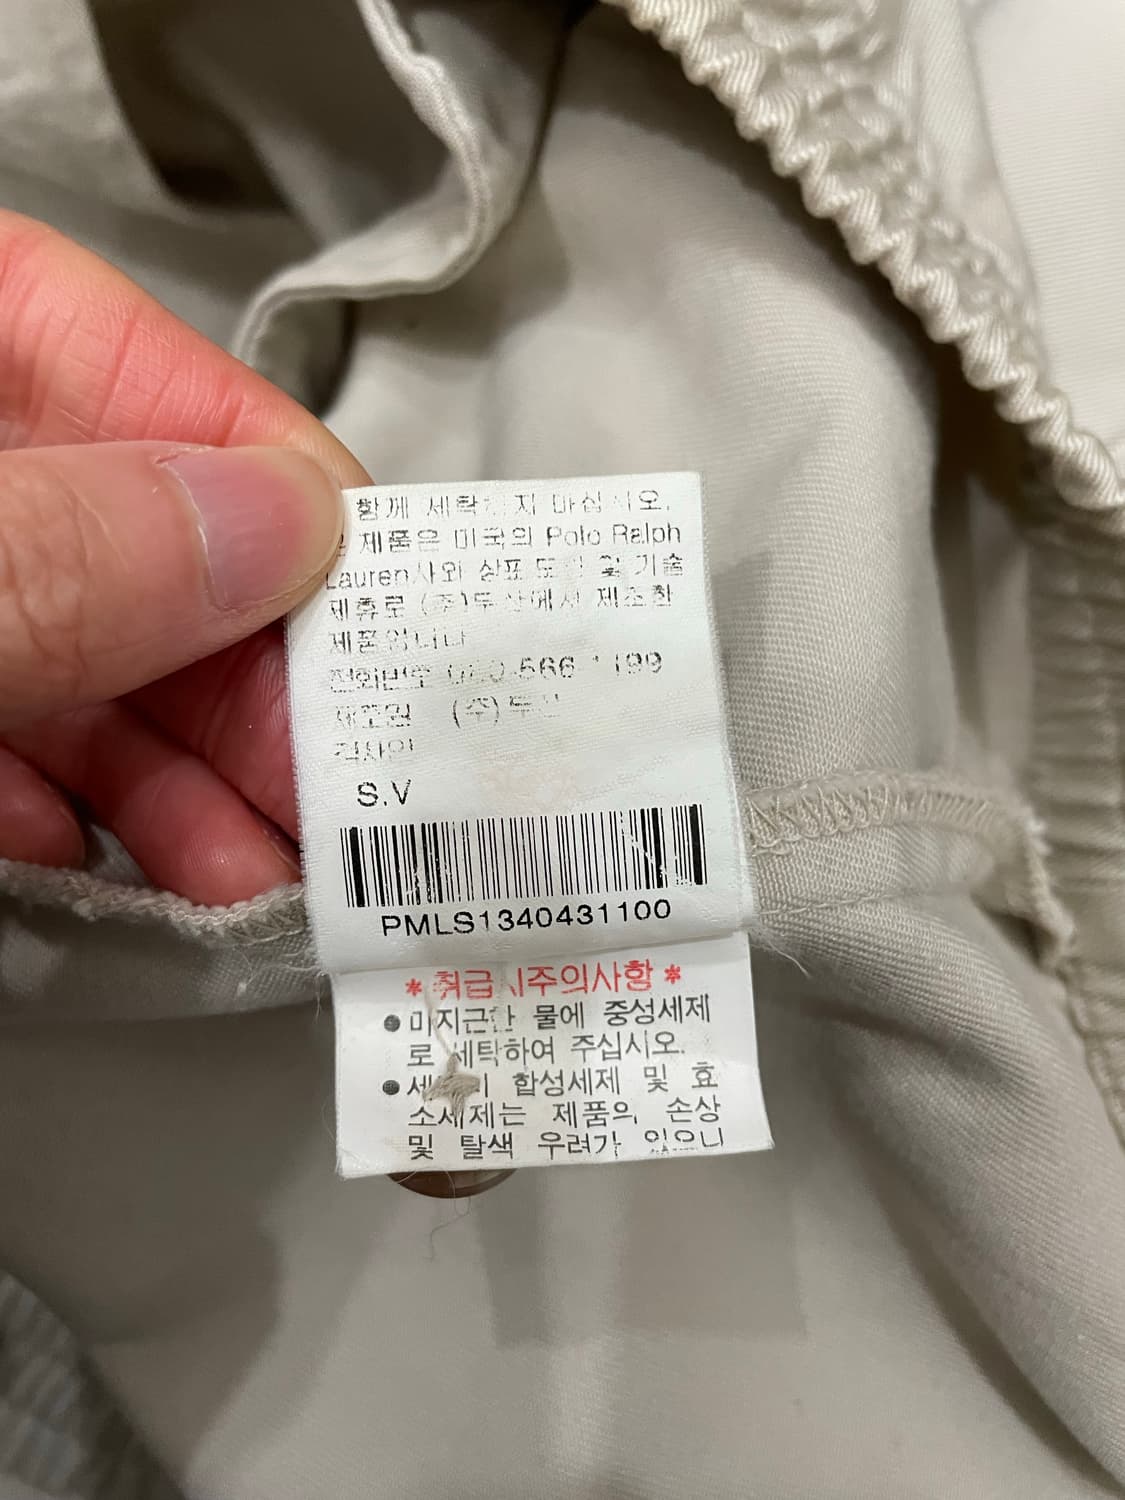 함께 세탁하지 마십시오.
제품은 미국의 Polo Ralph
Lauren사와 상표 도입 및 기술
제휴로 (주)두산에서 제조한
제품입니다
전화번호
제조원 (주)두산
검사인
S.V
PMLS1340431100
* 취급시주의사항 *
● 미지근한 물에 중성세제
로 세탁하여 주십시오.
● 합성세제 및 효
소세제는 제품의 손상
및 탈색 우려가 있으니